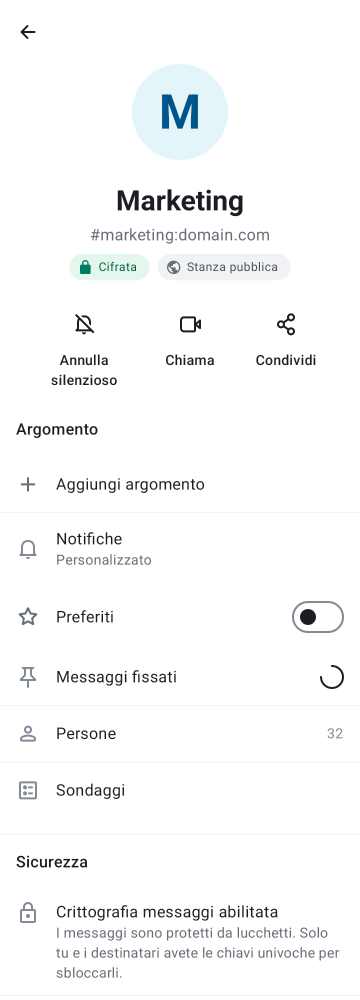 M
Marketing
#marketing:domain.com
Cifrata
Stanza pubblica
Annulla
silenzioso
Chiama
Condividi
Argomento
Aggiungi argomento
Notifiche
Personalizzato
Preferiti
Messaggi fissati
Persone
32
Sondaggi
Sicurezza
Crittografia messaggi abilitata
I messaggi sono protetti da lucchetti. Solo
tu e i destinatari avete le chiavi univoche per
sbloccarli.